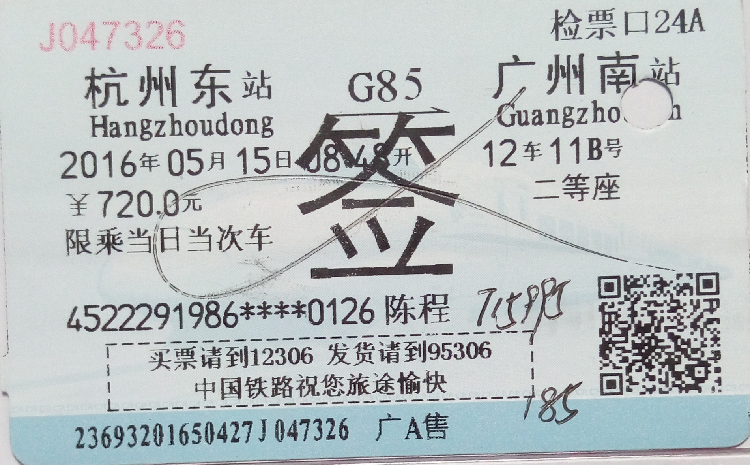 J047326
检票口24A
杭州东站 G85 广州南站
Hangzhoudong
2016年05月15日08:48开 12车11B号
¥720.0元 二等座
签
限乘当日当次车
4522291986****0126 陈程
买票请到12306 发货请到95306
中国铁路祝您旅途愉快
185
23693201650427J047326 广A售